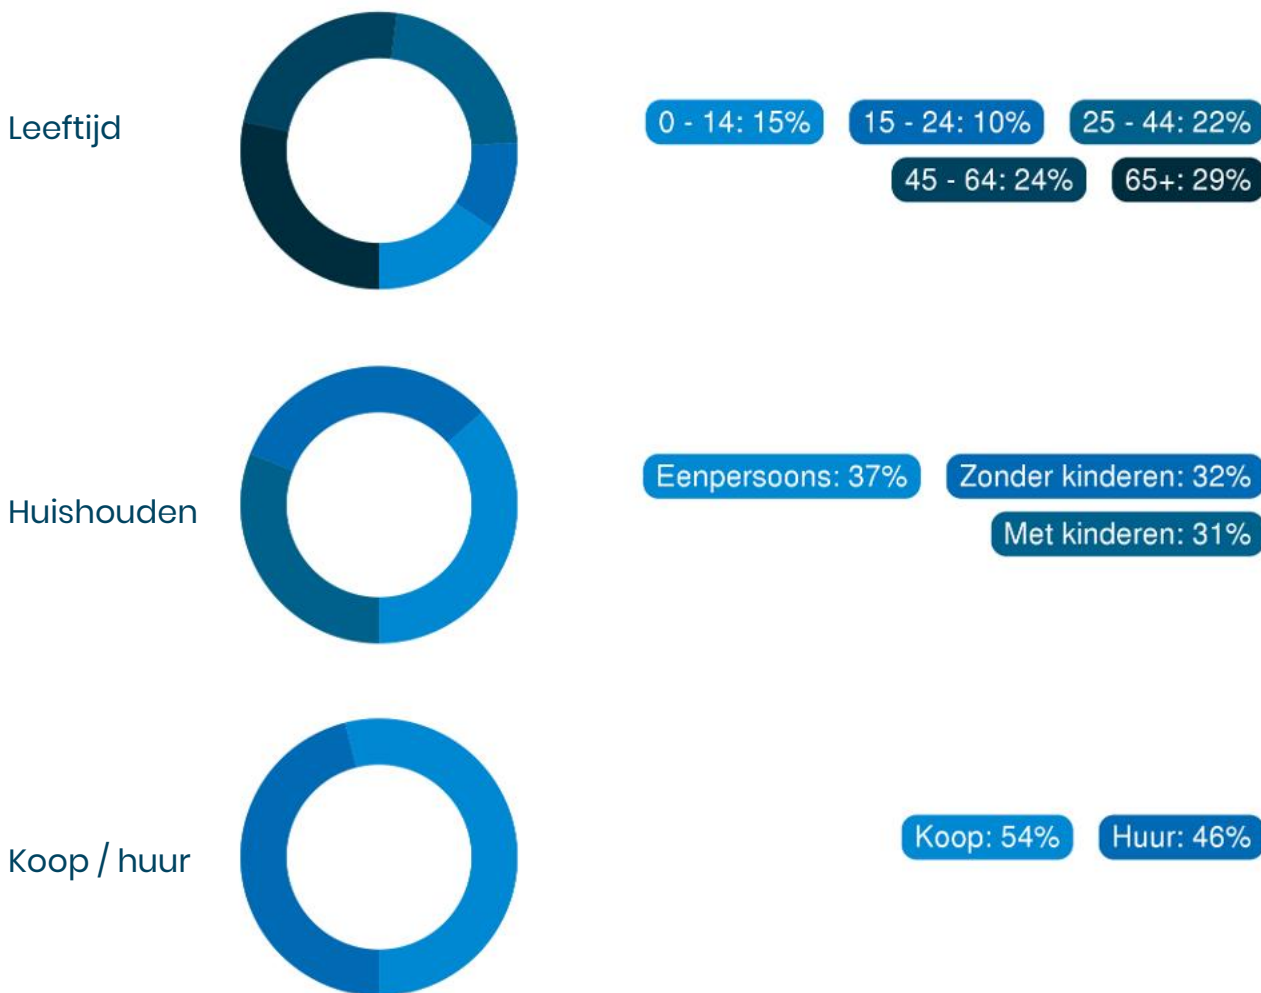 Leeftijd
0 - 14: 15% 15 - 24: 10% 25 - 44: 22%
45 - 64: 24% 65+: 29%
Huishouden
Eenpersoons: 37% Zonder kinderen: 32%
Met kinderen: 31%
Koop / huur
Koop: 54% Huur: 46%